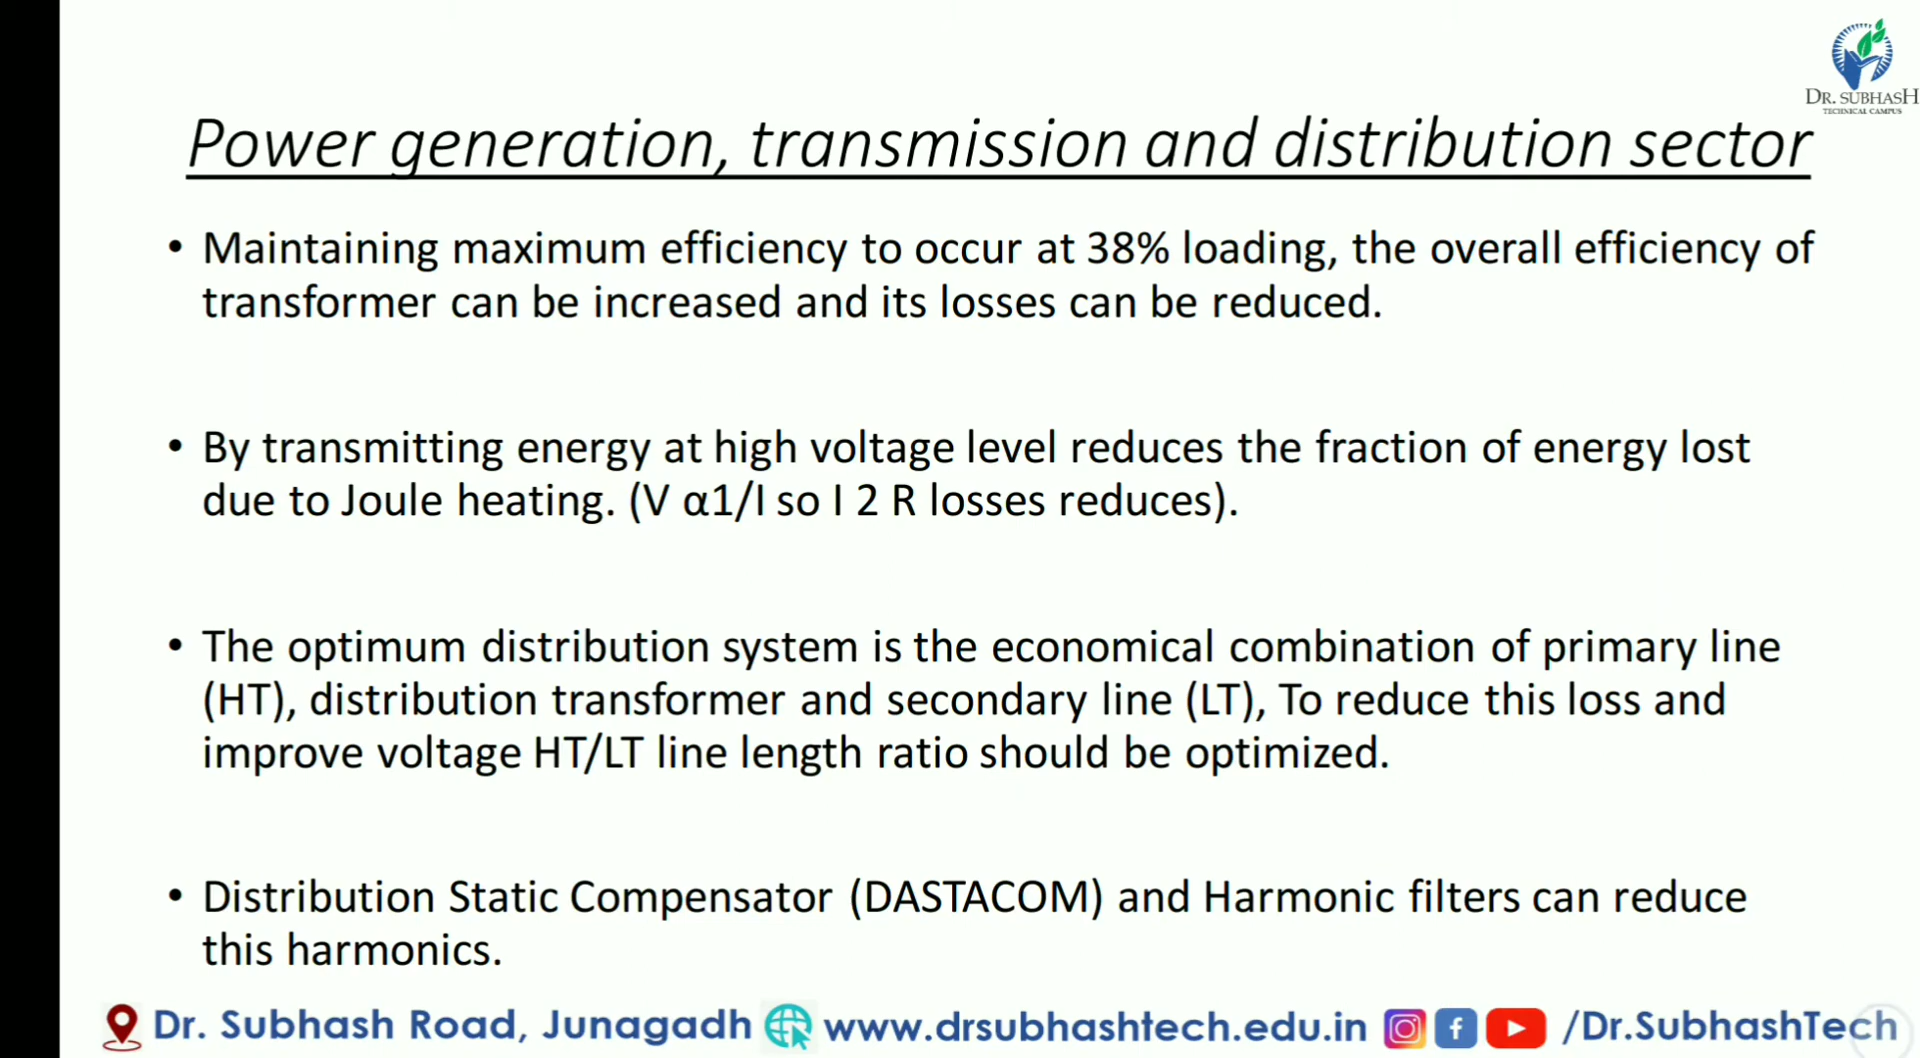 DR. SUBHASH
TECHNICAL CAMPUS
Power generation, transmission and distribution sector
• Maintaining maximum efficiency to occur at 38% loading, the overall efficiency of
transformer can be increased and its losses can be reduced.
• By transmitting energy at high voltage level reduces the fraction of energy lost
due to Joule heating. (V α1/I so I 2 R losses reduces).
• The optimum distribution system is the economical combination of primary line
(HT), distribution transformer and secondary line (LT), To reduce this loss and
improve voltage HT/LT line length ratio should be optimized.
• Distribution Static Compensator (DASTACOM) and Harmonic filters can reduce
this harmonics.
Dr. Subhash Road, Junagadh www.drsubhashtech.edu.in /Dr.SubhashTech